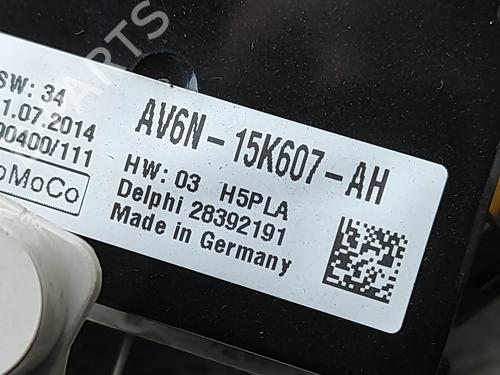 SW: 34
1.07.2014
00400/111
oMoCo
AV6N-15K607-AH
HW: 03 H5PLA
Delphi 28392191
Made in Germany
PARTS